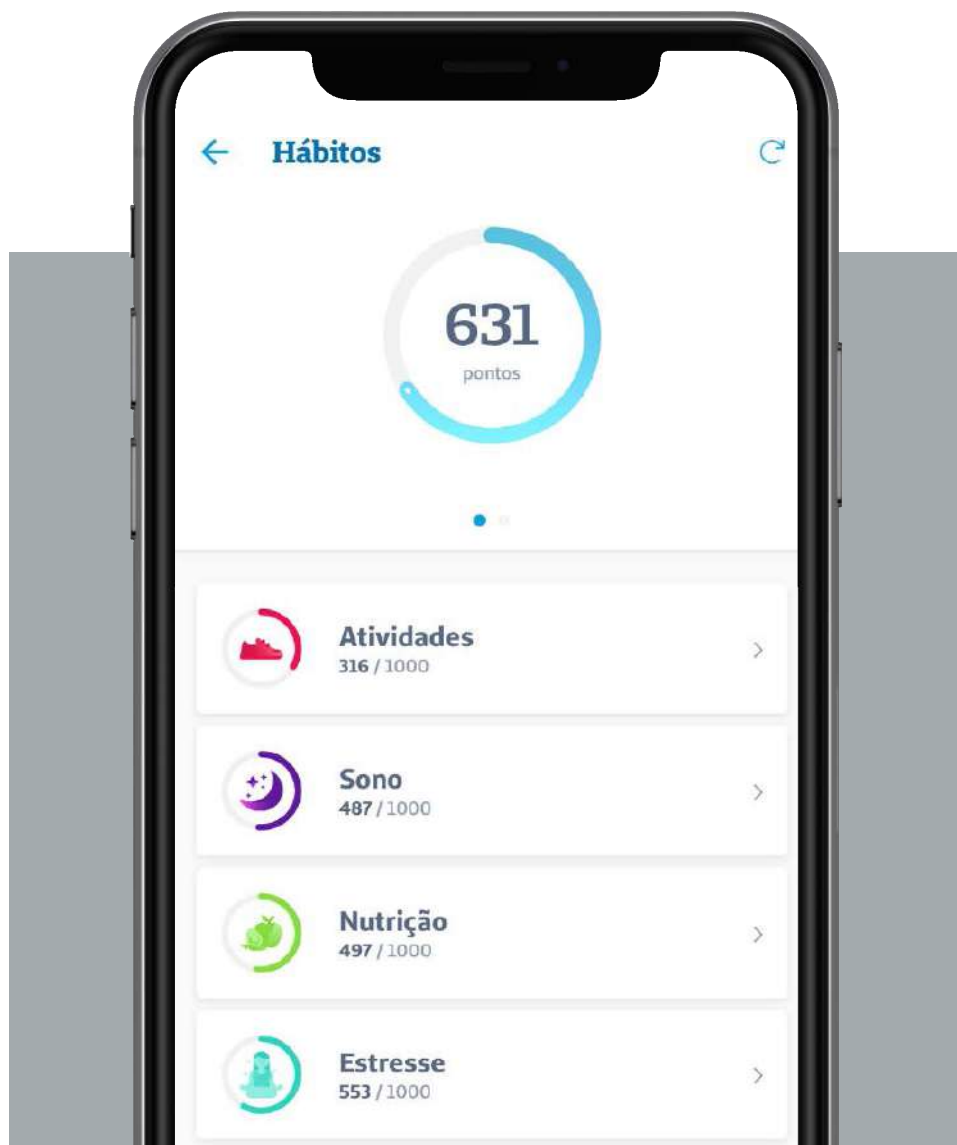 Hábitos
631
pontos
Atividades
316 / 1000
Sono
487 / 1000
Nutrição
497 / 1000
Estresse
553 / 1000